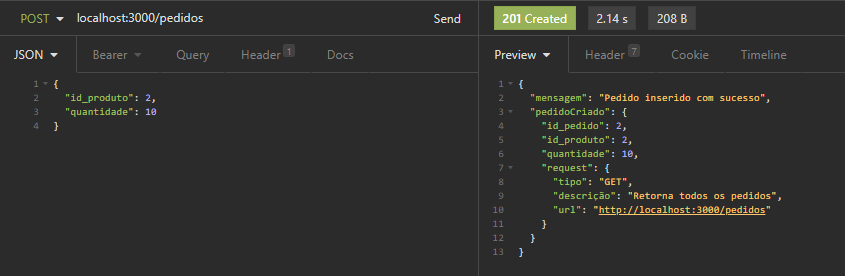 POST localhost:3000/pedidos Send
JSON Bearer Query Header 1 Docs
1 {
2 "id_produto": 2,
3 "quantidade": 10
4 }
201 Created 2.14 s 208 B
Preview Header 7 Cookie Timeline
1 {
2 "mensagem": "Pedido inserido com sucesso",
3 "pedidoCriado": {
4 "id_pedido": 2,
5 "id_produto": 2,
6 "quantidade": 10,
7 "request": {
8 "tipo": "GET",
9 "descrição": "Retorna todos os pedidos",
10 "url": "http://localhost:3000/pedidos"
11 }
12 }
13 }